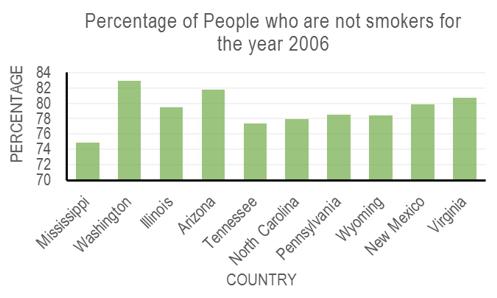 Percentage of People who are not smokers for
the year 2006
PERCENTAGE
84
82
80
78
76
74
72
70
Mississippi
Washington
Illinois
Arizona
Tennessee
North Carolina
Pennsylvania
Wyoming
New Mexico
Virginia
COUNTRY